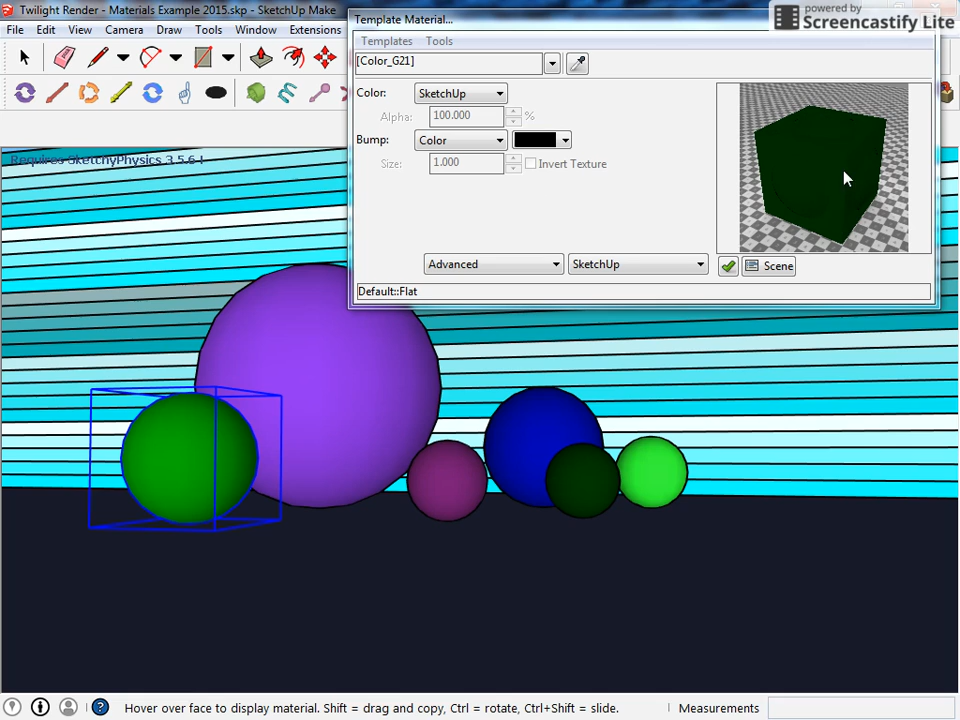 Twilight Render - Materials Example 2015.skp - SketchUp Make
File Edit View Camera Draw Tools Window Extensions
Template Material...
powered by
Screencastify Lite
Templates Tools
[Color_G21]
Color: SketchUp
Alpha: 100.000 %
Bump: Color
Size: 1.000 Invert Texture
Requires SketchyPhysics 3.5.6 !
Advanced SketchUp Scene
Default::Flat
Hover over face to display material. Shift = drag and copy, Ctrl = rotate, Ctrl+Shift = slide. Measurements